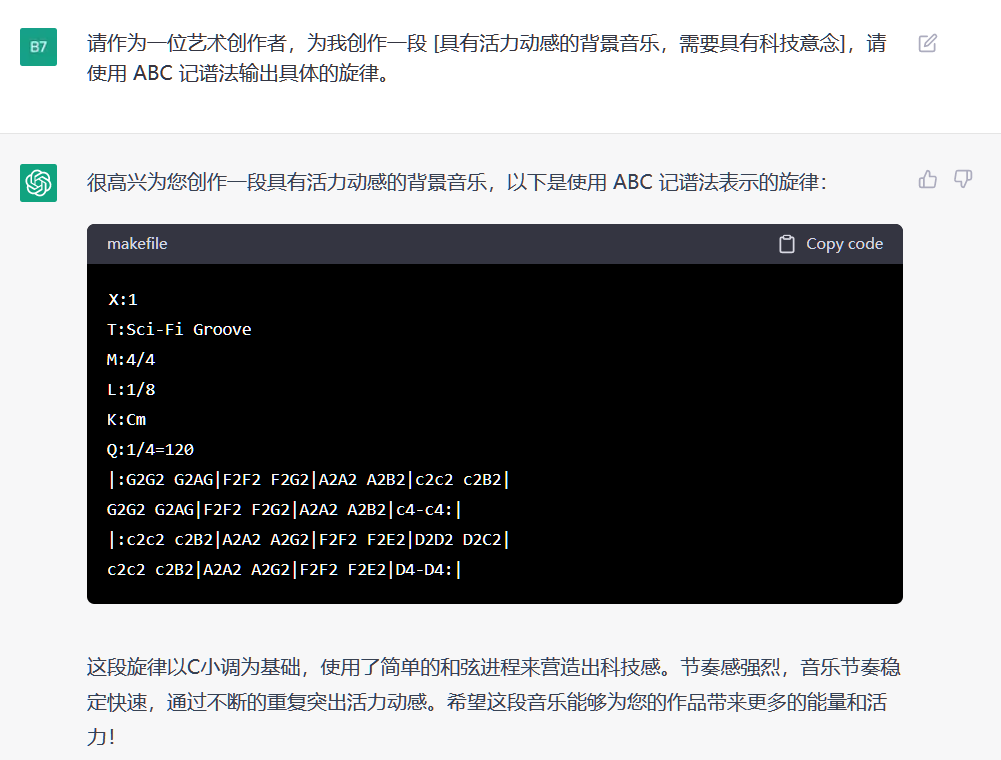 B7
请作为一位艺术创作者，为我创作一段 [具有活力动感的背景音乐，需要具有科技意念]，请
使用 ABC 记谱法输出具体的旋律。
很高兴为您创作一段具有活力动感的背景音乐，以下是使用 ABC 记谱法表示的旋律：
makefile
Copy code
X:1
T:Sci-Fi Groove
M:4/4
L:1/8
K:Cm
Q:1/4=120
|:G2G2 G2AG|F2F2 F2G2|A2A2 A2B2|c2c2 c2B2|
G2G2 G2AG|F2F2 F2G2|A2A2 A2B2|c4-c4:|
|:c2c2 c2B2|A2A2 A2G2|F2F2 F2E2|D2D2 D2C2|
c2c2 c2B2|A2A2 A2G2|F2F2 F2E2|D4-D4:|
这段旋律以C小调为基础，使用了简单的和弦进程来营造出科技感。节奏感强烈，音乐节奏稳
定快速，通过不断的重复突出活力动感。希望这段音乐能够为您的作品带来更多的能量和活
力！